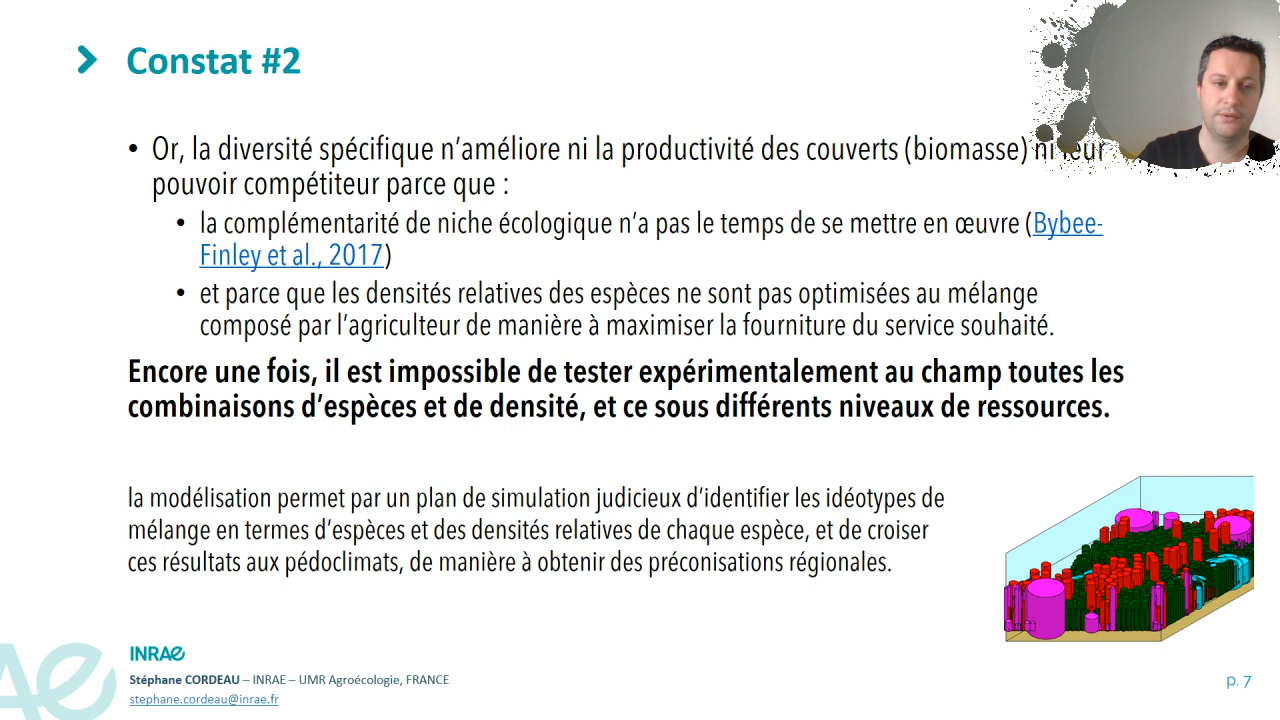 Constat #2
• Or, la diversité spécifique n’améliore ni la productivité des couverts (biomasse) ni leur
pouvoir compétiteur parce que :
• la complémentarité de niche écologique n’a pas le temps de se mettre en œuvre (Bybee-
Finley et al., 2017)
• et parce que les densités relatives des espèces ne sont pas optimisées au mélange
composé par l’agriculteur de manière à maximiser la fourniture du service souhaité.
Encore une fois, il est impossible de tester expérimentalement au champ toutes les
combinaisons d’espèces et de densité, et ce sous différents niveaux de ressources.
la modélisation permet par un plan de simulation judicieux d’identifier les idéotypes de
mélange en termes d’espèces et des densités relatives de chaque espèce, et de croiser
ces résultats aux pédoclimats, de manière à obtenir des préconisations régionales.
INRAE
Stéphane CORDEAU – INRAE – UMR Agroécologie, FRANCE
stephane.cordeau@inrae.fr
p. 7